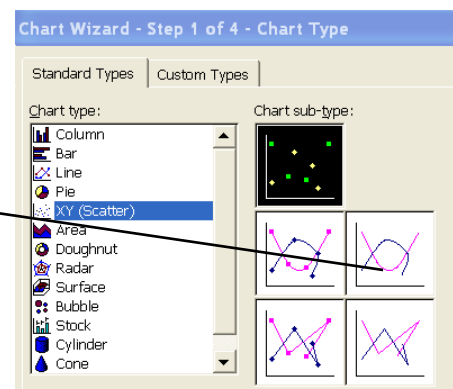 Chart Wizard - Step 1 of 4 - Chart Type
Standard Types
Custom Types
Chart type:
Chart sub-type:
Column
Bar
Line
Pie
XY (Scatter)
Area
Doughnut
Radar
Surface
Bubble
Stock
Cylinder
Cone